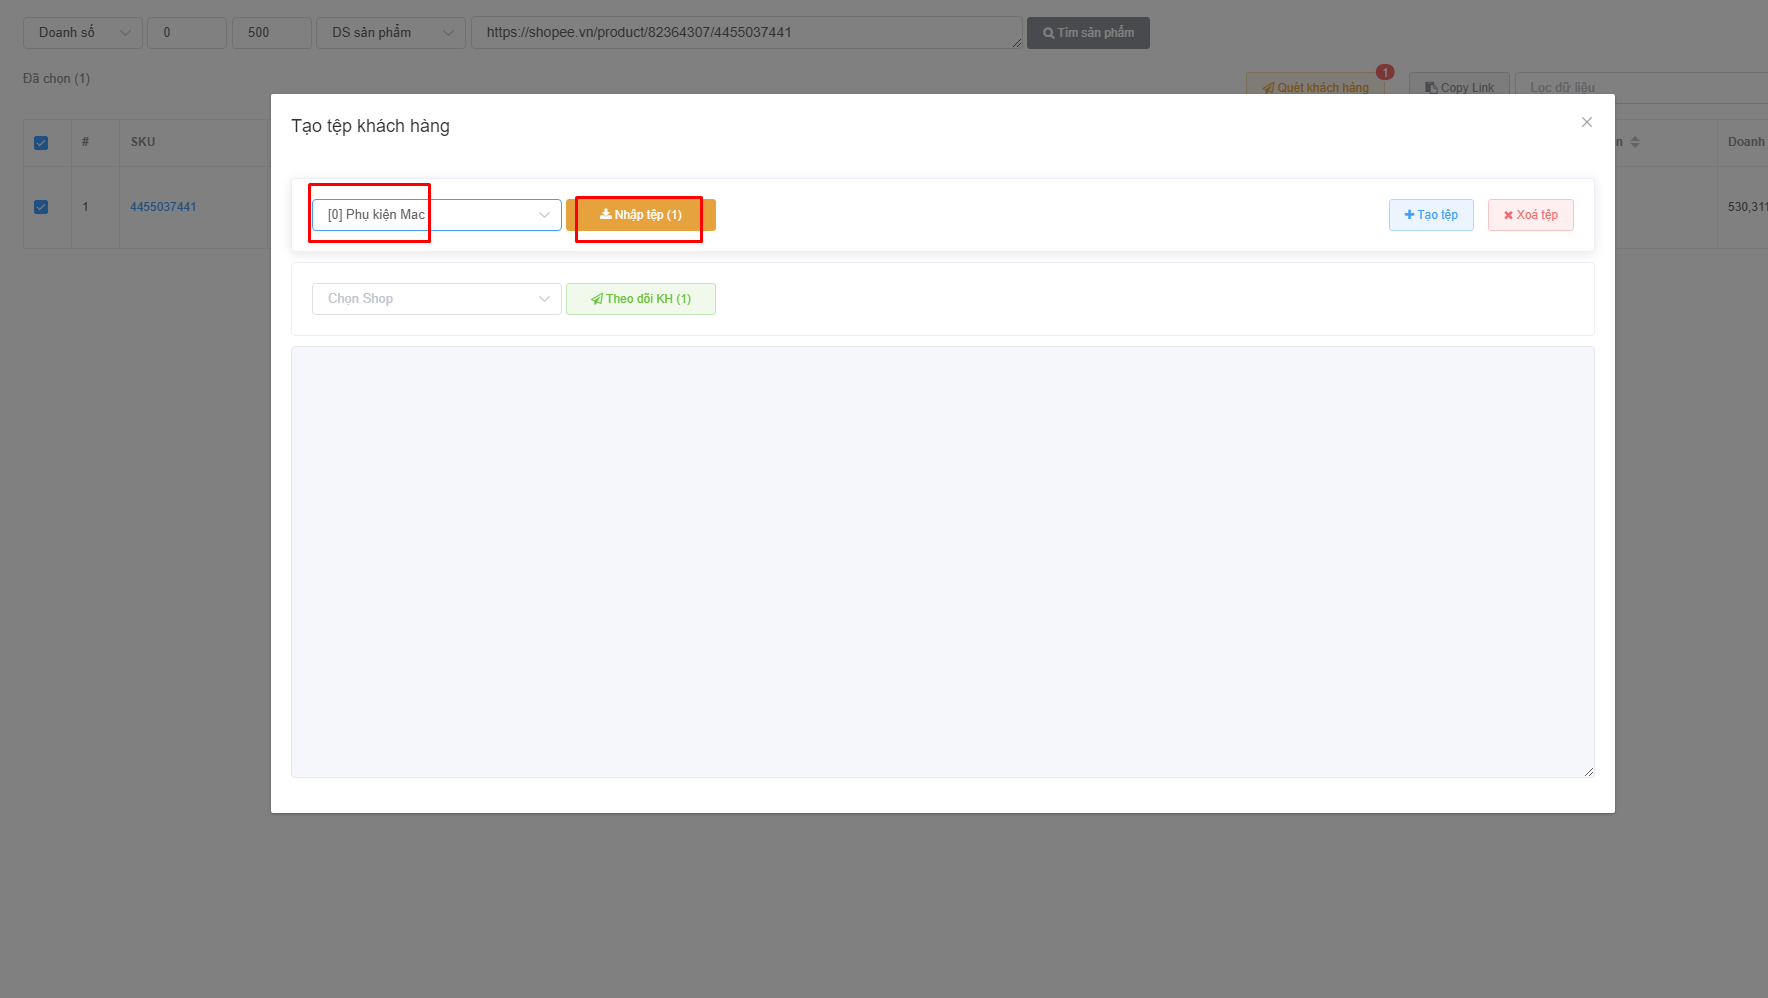 Doanh số 0 500 DS sản phẩm https://shopee.vn/product/82364307/4455037441 Tìm sản phẩm
Đã chọn (1)
1
Quét khách hàng Copy Link Lọc dữ liệu
Tạo tệp khách hàng
# SKU
n Doanh
[0] Phụ kiện Mac Nhập tệp (1) Tạo tệp Xoá tệp
1 4455037441
530,311
Chọn Shop Theo dõi KH (1)